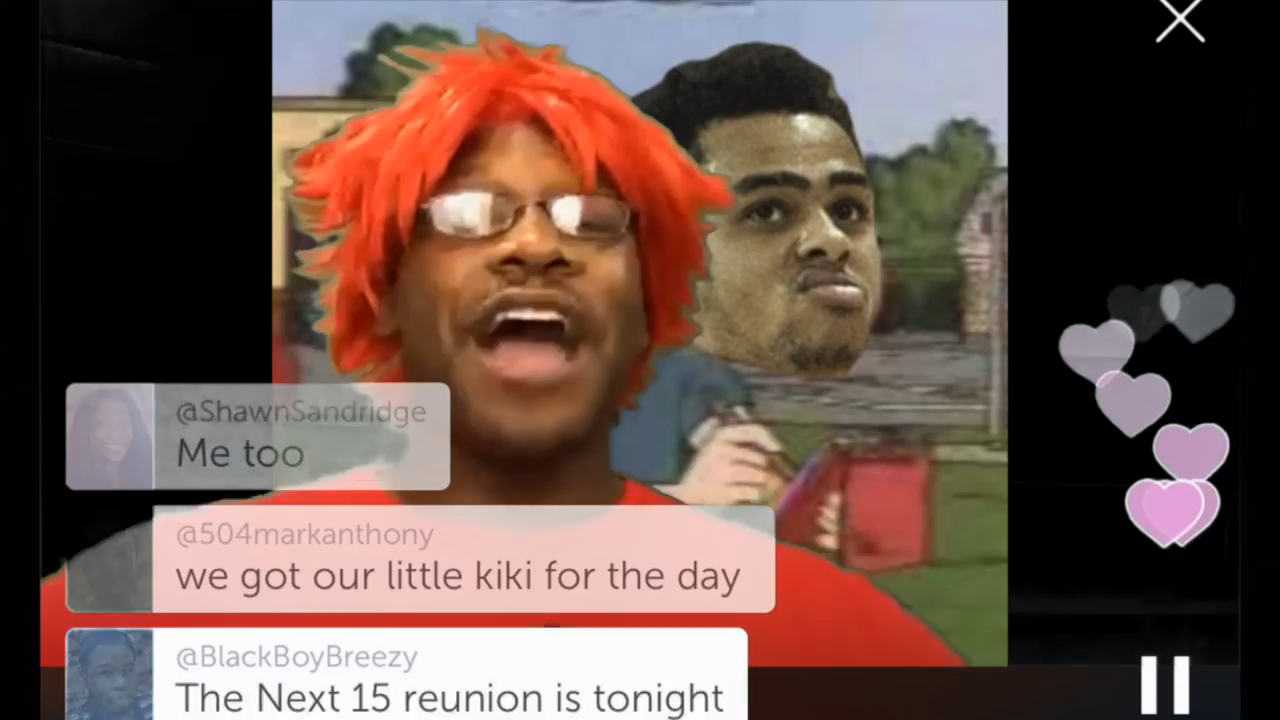 @ShawnSandridge
Me too
@504markanthony
we got our little kiki for the day
@BlackBoyBreezy
The Next 15 reunion is tonight